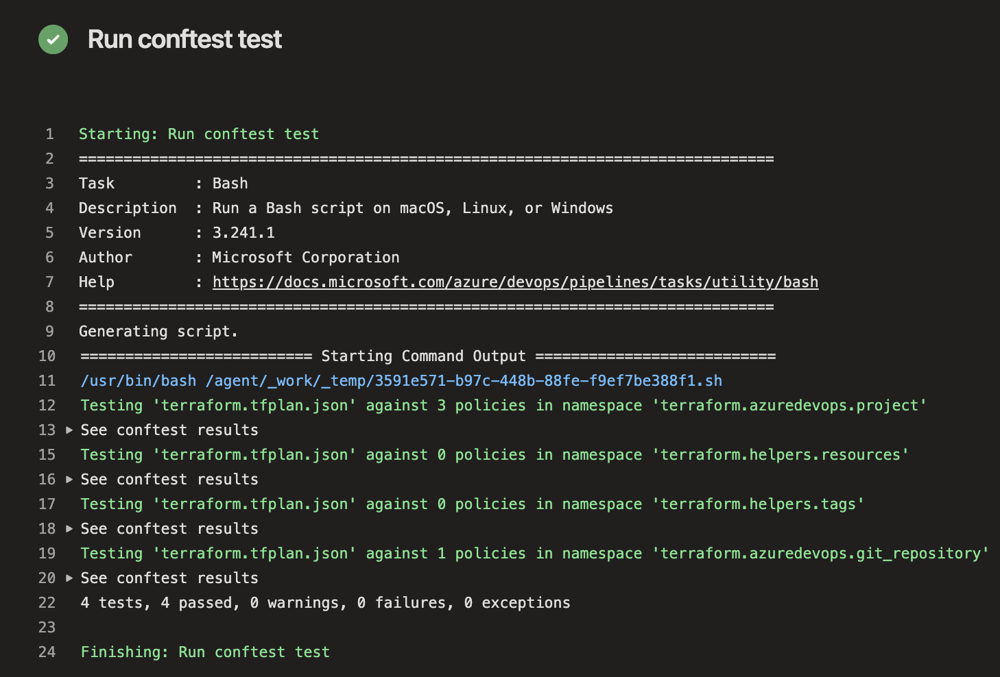 Run conftest test
1 Starting: Run conftest test
2 ==============================================================================
3 Task         : Bash
4 Description  : Run a Bash script on macOS, Linux, or Windows
5 Version      : 3.241.1
6 Author       : Microsoft Corporation
7 Help         : https://docs.microsoft.com/azure/devops/pipelines/tasks/utility/bash
8 ==============================================================================
9 Generating script.
10 ========================== Starting Command Output ===========================
11 /usr/bin/bash /agent/_work/_temp/3591e571-b97c-448b-88fe-f9ef7be388f1.sh
12 Testing 'terraform.tfplan.json' against 3 policies in namespace 'terraform.azuredevops.project'
13 See conftest results
15 Testing 'terraform.tfplan.json' against 0 policies in namespace 'terraform.helpers.resources'
16 See conftest results
17 Testing 'terraform.tfplan.json' against 0 policies in namespace 'terraform.helpers.tags'
18 See conftest results
19 Testing 'terraform.tfplan.json' against 1 policies in namespace 'terraform.azuredevops.git_repository'
20 See conftest results
22 4 tests, 4 passed, 0 warnings, 0 failures, 0 exceptions
23
24 Finishing: Run conftest test